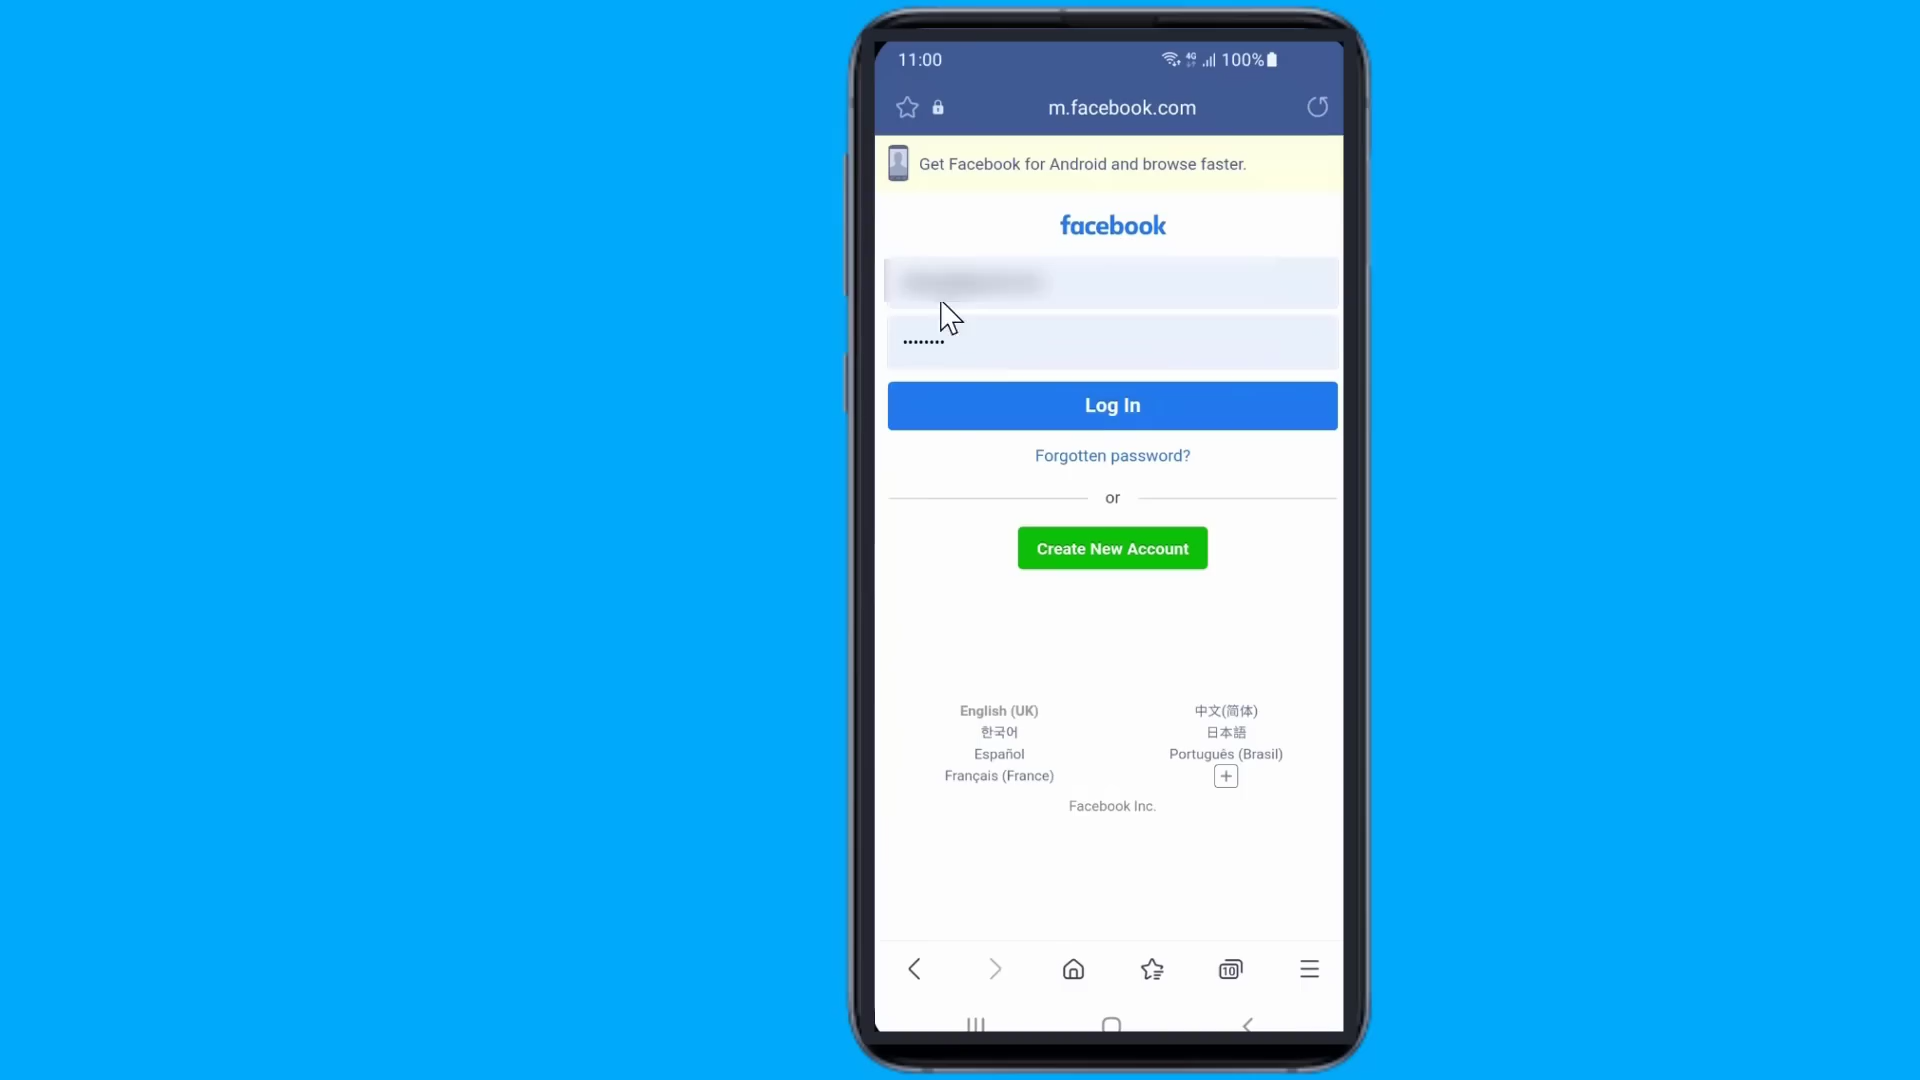 11:00 4G 100%
m.facebook.com
Get Facebook for Android and browse faster.
facebook
••••••••
Log In
Forgotten password?
or
Create New Account
English (UK) 中文(简体)
한국어 日本語
Español Português (Brasil)
Français (France) +
Facebook Inc.
10